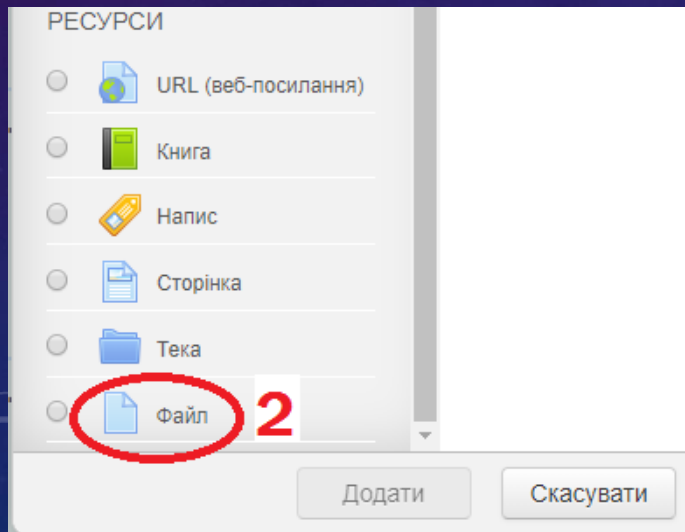 РЕСУРСИ
URL (веб-посилання)
Книга
Напис
Сторінка
Тека
Файл 2
Додати Скасувати